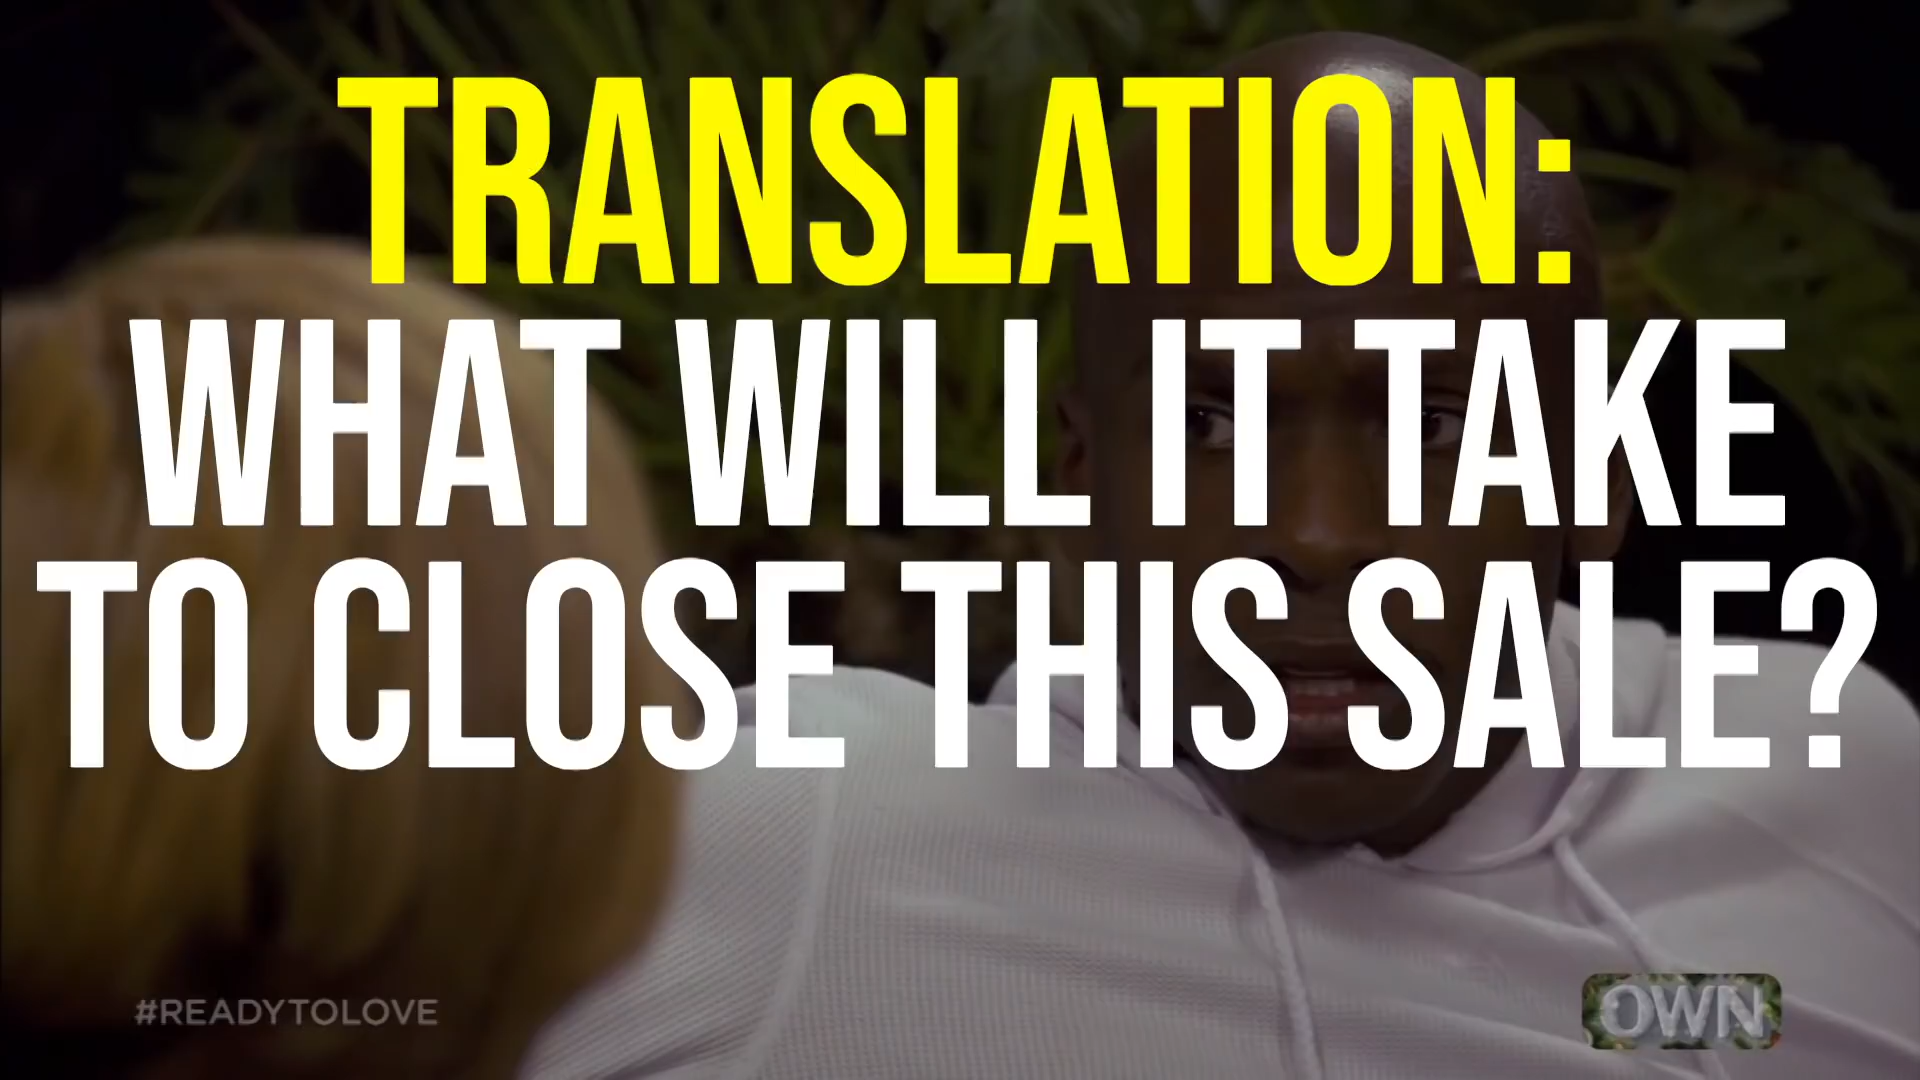 TRANSLATION:
WHAT WILL IT TAKE
TO CLOSE THIS SALE?
#READYTOLOVE
OWN